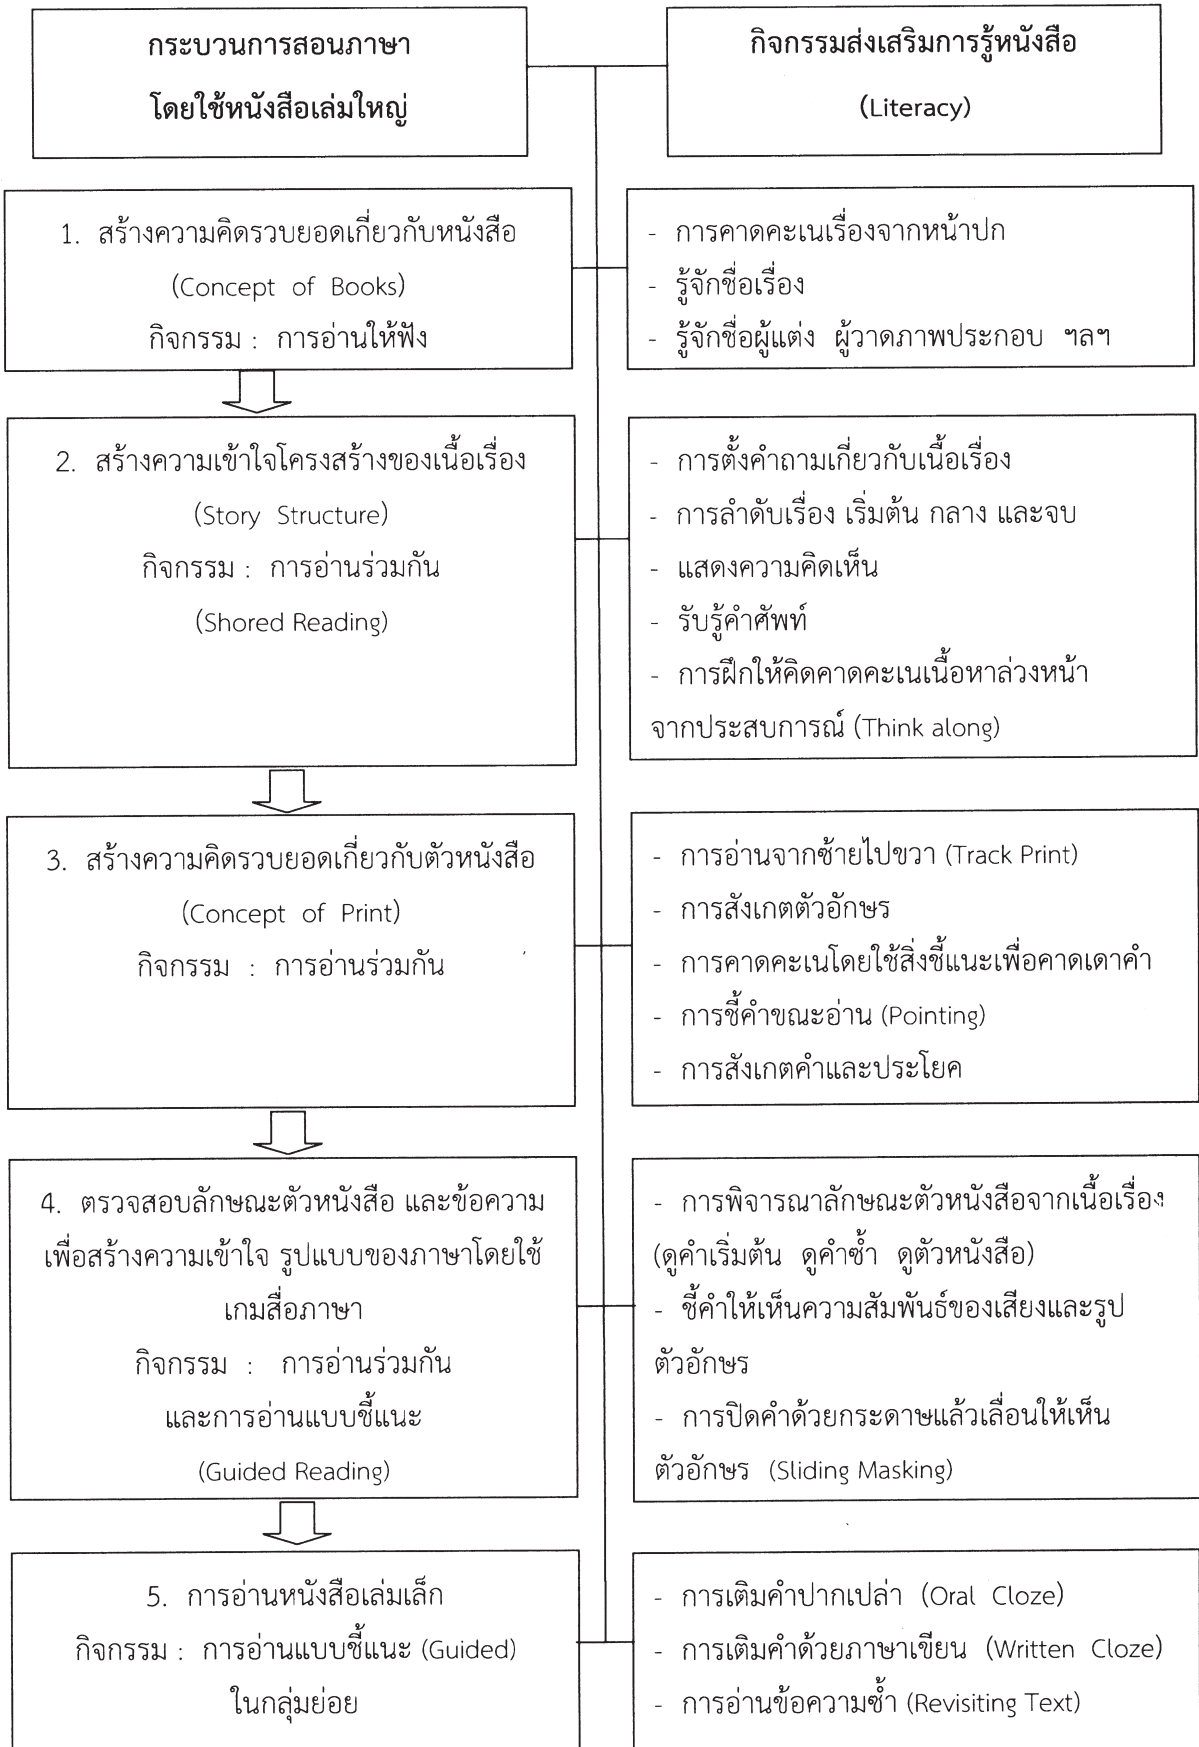 กระบวนการสอนภาษา
โดยใช้หนังสือเล่มใหญ่
กิจกรรมส่งเสริมการรู้หนังสือ
(Literacy)
1. สร้างความคิดรวบยอดเกี่ยวกับหนังสือ
(Concept of Books)
กิจกรรม : การอ่านให้ฟัง
- การคาดคะเนเรื่องจากหน้าปก
- รู้จักชื่อเรื่อง
- รู้จักชื่อผู้แต่ง ผู้วาดภาพประกอบ ฯลฯ
2. สร้างความเข้าใจโครงสร้างของเนื้อเรื่อง
(Story Structure)
กิจกรรม : การอ่านร่วมกัน
(Shored Reading)
- การตั้งคำถามเกี่ยวกับเนื้อเรื่อง
- การลำดับเรื่อง เริ่มต้น กลาง และจบ
- แสดงความคิดเห็น
- รับรู้คำศัพท์
- การฝึกให้คิดคาดคะเนเนื้อหาล่วงหน้า
จากประสบการณ์ (Think along)
3. สร้างความคิดรวบยอดเกี่ยวกับตัวหนังสือ
(Concept of Print)
กิจกรรม : การอ่านร่วมกัน
- การอ่านจากซ้ายไปขวา (Track Print)
- การสังเกตตัวอักษร
- การคาดคะเนโดยใช้สิ่งชี้แนะเพื่อคาดเดาคำ
- การชี้คำขณะอ่าน (Pointing)
- การสังเกตคำและประโยค
4. ตรวจสอบลักษณะตัวหนังสือ และข้อความ
เพื่อสร้างความเข้าใจ รูปแบบของภาษาโดยใช้
เกมสื่อภาษา
กิจกรรม : การอ่านร่วมกัน
และการอ่านแบบชี้แนะ
(Guided Reading)
- การพิจารณาลักษณะตัวหนังสือจากเนื้อเรื่อง
(ดูคำเริ่มต้น ดูคำซ้ำ ดูตัวหนังสือ)
- ชี้คำให้เห็นความสัมพันธ์ของเสียงและรูป
ตัวอักษร
- การปิดคำด้วยกระดาษแล้วเลื่อนให้เห็น
ตัวอักษร (Sliding Masking)
5. การอ่านหนังสือเล่มเล็ก
กิจกรรม : การอ่านแบบชี้แนะ (Guided)
ในกลุ่มย่อย
- การเติมคำปากเปล่า (Oral Cloze)
- การเติมคำด้วยภาษาเขียน (Written Cloze)
- การอ่านข้อความซ้ำ (Revisiting Text)